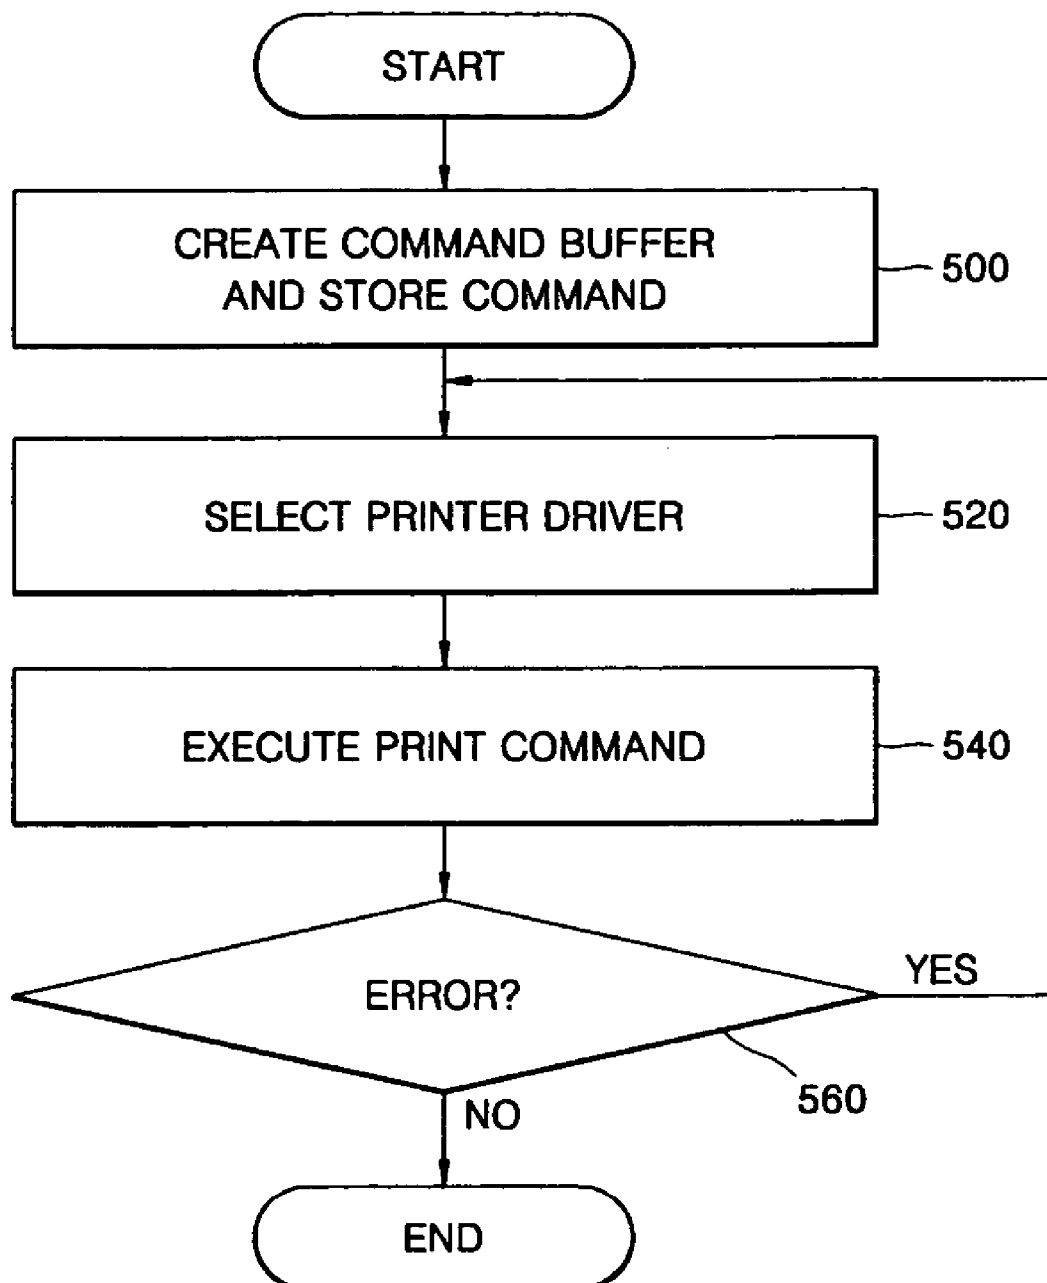 START
CREATE COMMAND BUFFER
AND STORE COMMAND
500
SELECT PRINTER DRIVER
520
EXECUTE PRINT COMMAND
540
ERROR?
YES
560
NO
END